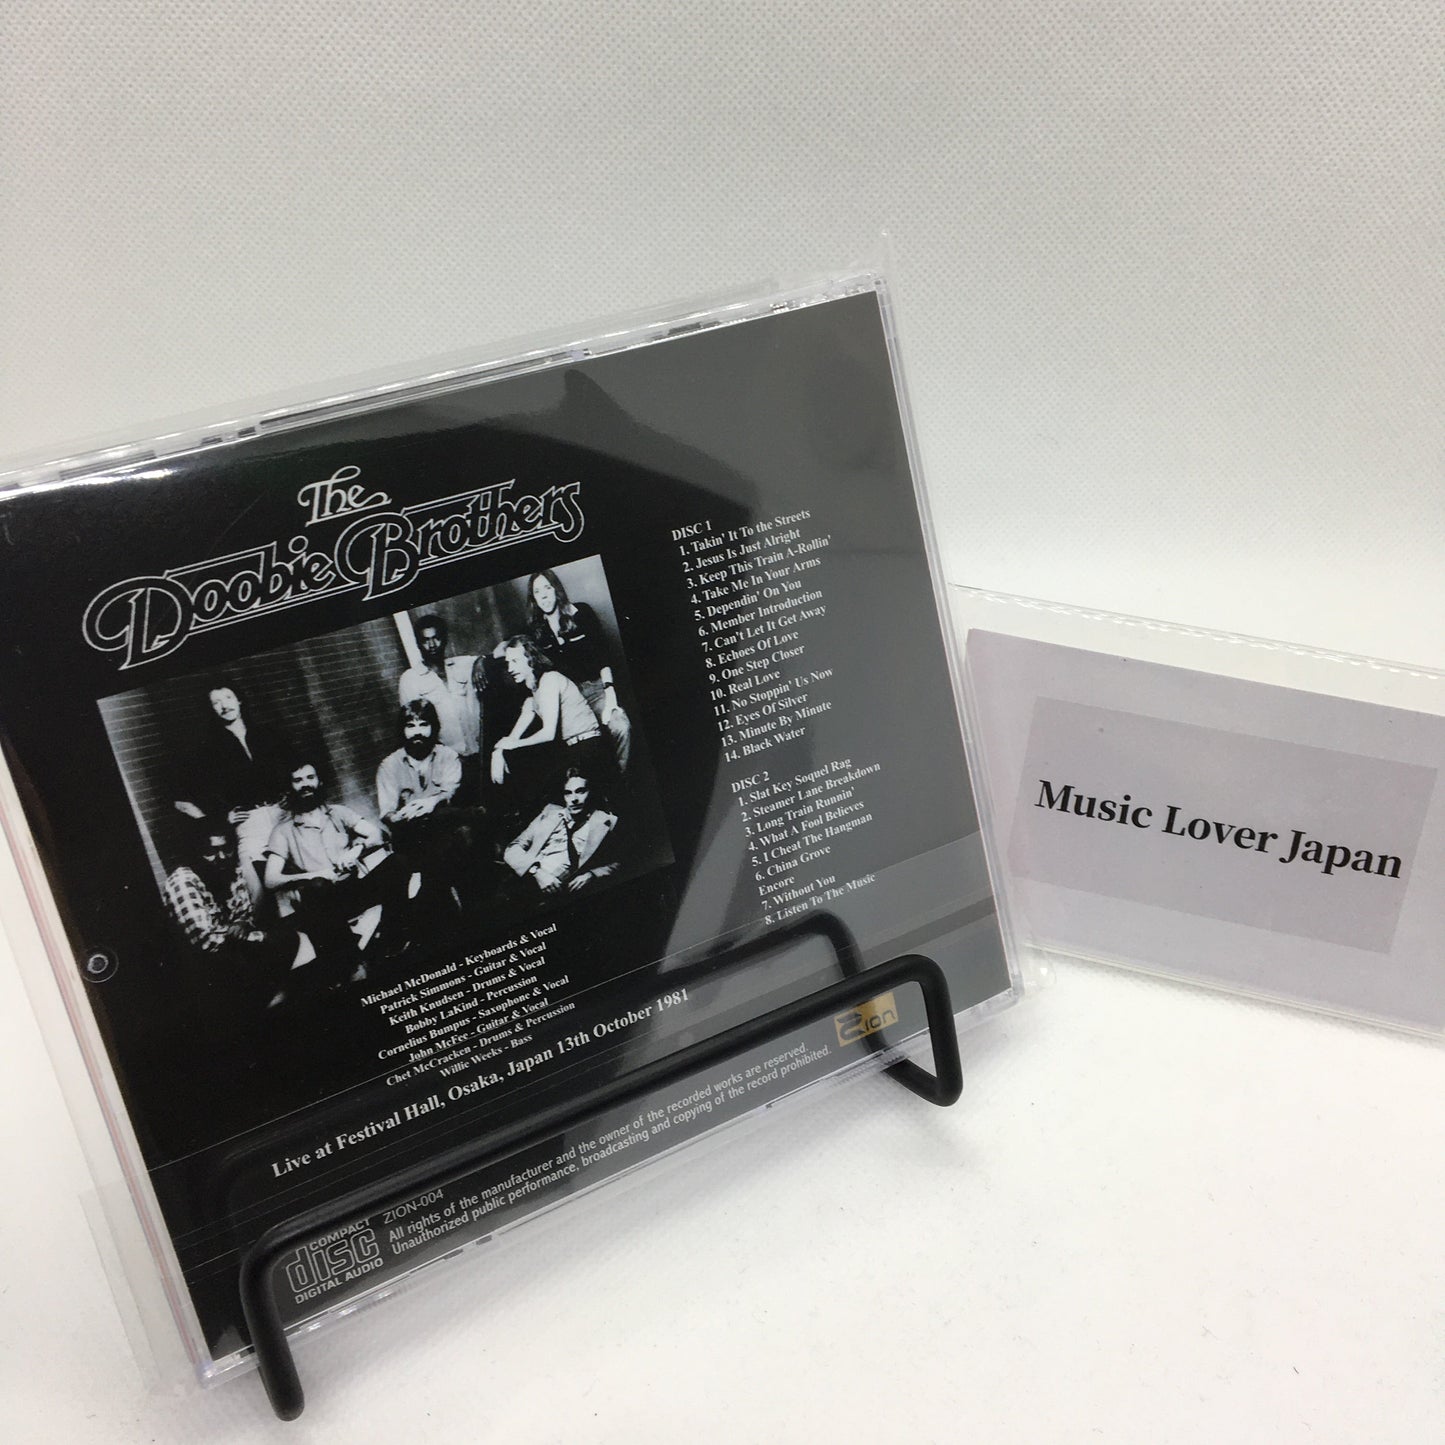 The
Doobie Brothers
DISC 1
1. Takin' It To the Streets
2. Jesus Is Just Alright
3. Keep This Train A-Rollin'
4. Take Me In Your Arms
5. Dependin' On You
6. Member Introduction
7. Can't Let It Get Away
8. Echoes Of Love
9. One Step Closer
10. Real Love
11. No Stoppin' Us Now
12. Eyes Of Silver
13. Minute By Minute
14. Black Water
DISC 2
1. Slat Key Soquel Rag
2. Steamer Lane Breakdown
3. Long Train Runnin'
4. What A Fool Believes
5. I Cheat The Hangman
6. China Grove
Encore
7. Without You
8. Listen To The Music
Michael McDonald - Keyboards & Vocal
Patrick Simmons - Guitar & Vocal
Keith Knudsen - Drums & Vocal
Bobby LaKind - Percussion
Cornelius Bumpus - Saxophone & Vocal
John McFee - Guitar & Vocal
Chet McCracken - Drums & Percussion
Willie Weeks - Bass
Live at Festival Hall, Osaka, Japan 13th October 1981
Zion
COMPACT
disc
DIGITAL AUDIO
ZION-004
All rights of the manufacturer and the owner of the recorded works are reserved.
Unauthorized public performance, broadcasting and copying of the record prohibited.
Music Lover Japan